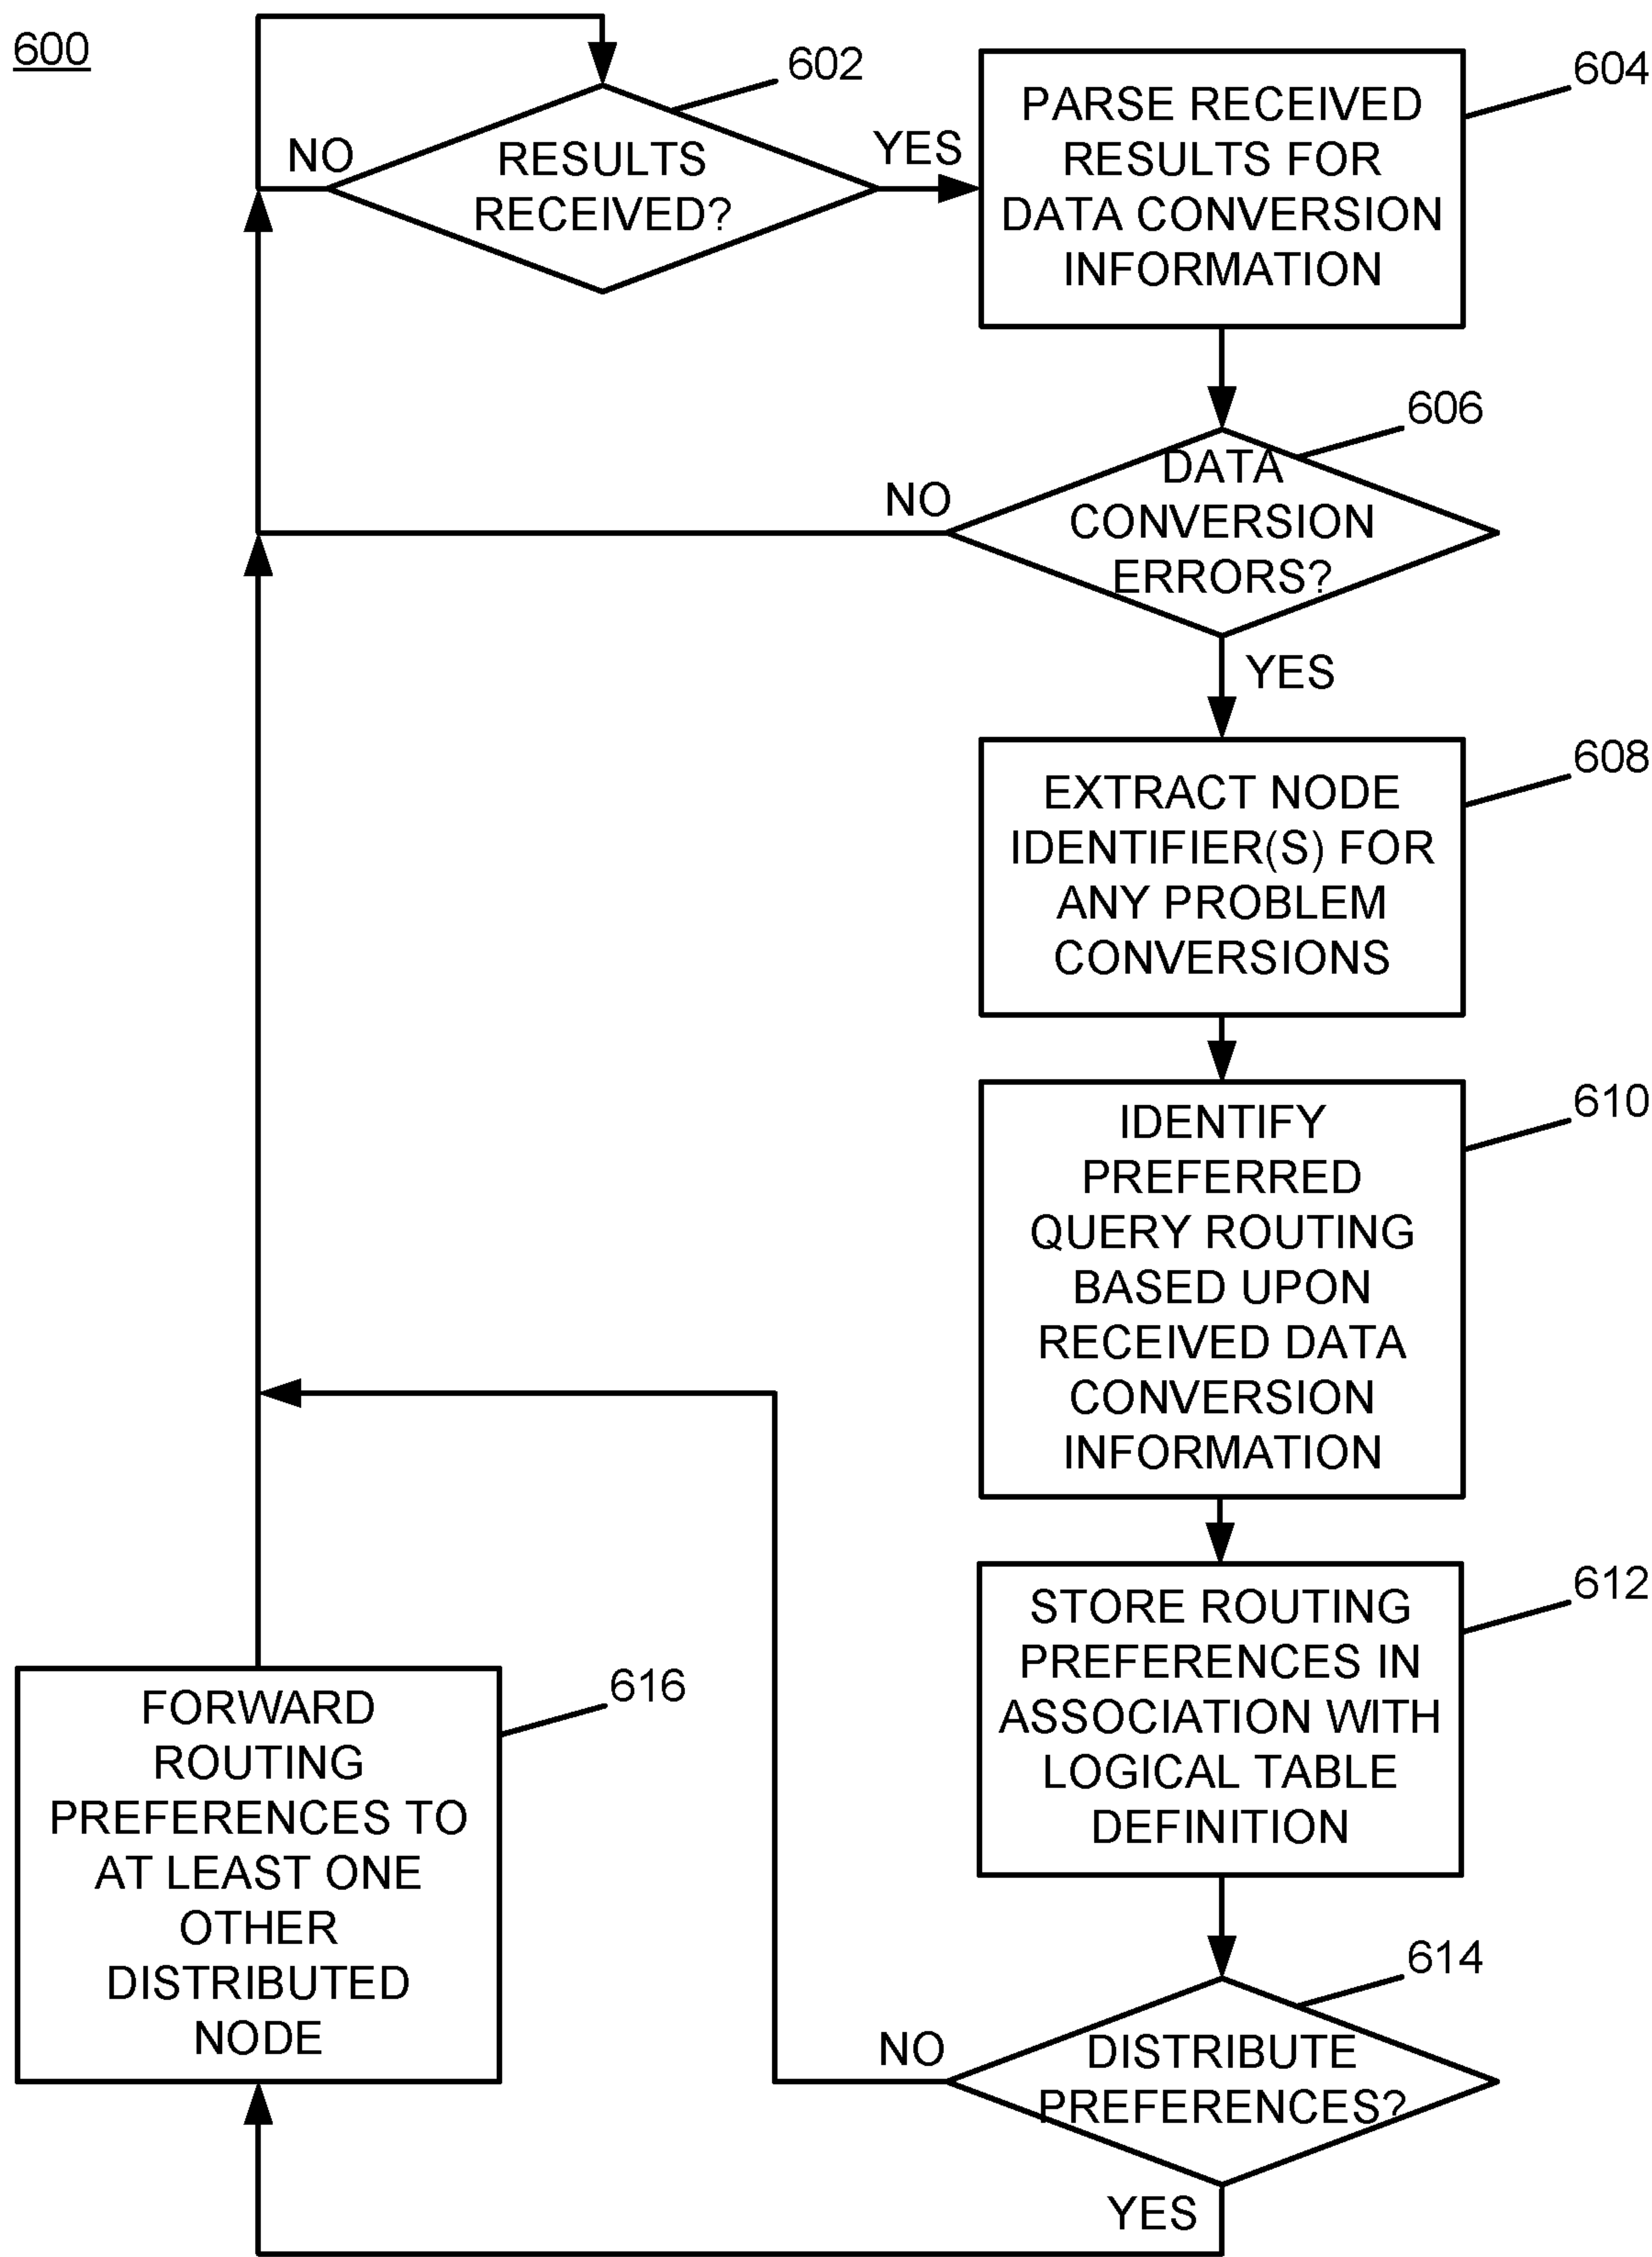 600
602
NO
RESULTS
RECEIVED?
YES
604
PARSE RECEIVED
RESULTS FOR
DATA CONVERSION
INFORMATION
606
NO
DATA
CONVERSION
ERRORS?
YES
608
EXTRACT NODE
IDENTIFIER(S) FOR
ANY PROBLEM
CONVERSIONS
610
IDENTIFY
PREFERRED
QUERY ROUTING
BASED UPON
RECEIVED DATA
CONVERSION
INFORMATION
612
STORE ROUTING
PREFERENCES IN
ASSOCIATION WITH
LOGICAL TABLE
DEFINITION
614
NO
DISTRIBUTE
PREFERENCES?
YES
616
FORWARD
ROUTING
PREFERENCES TO
AT LEAST ONE
OTHER
DISTRIBUTED
NODE